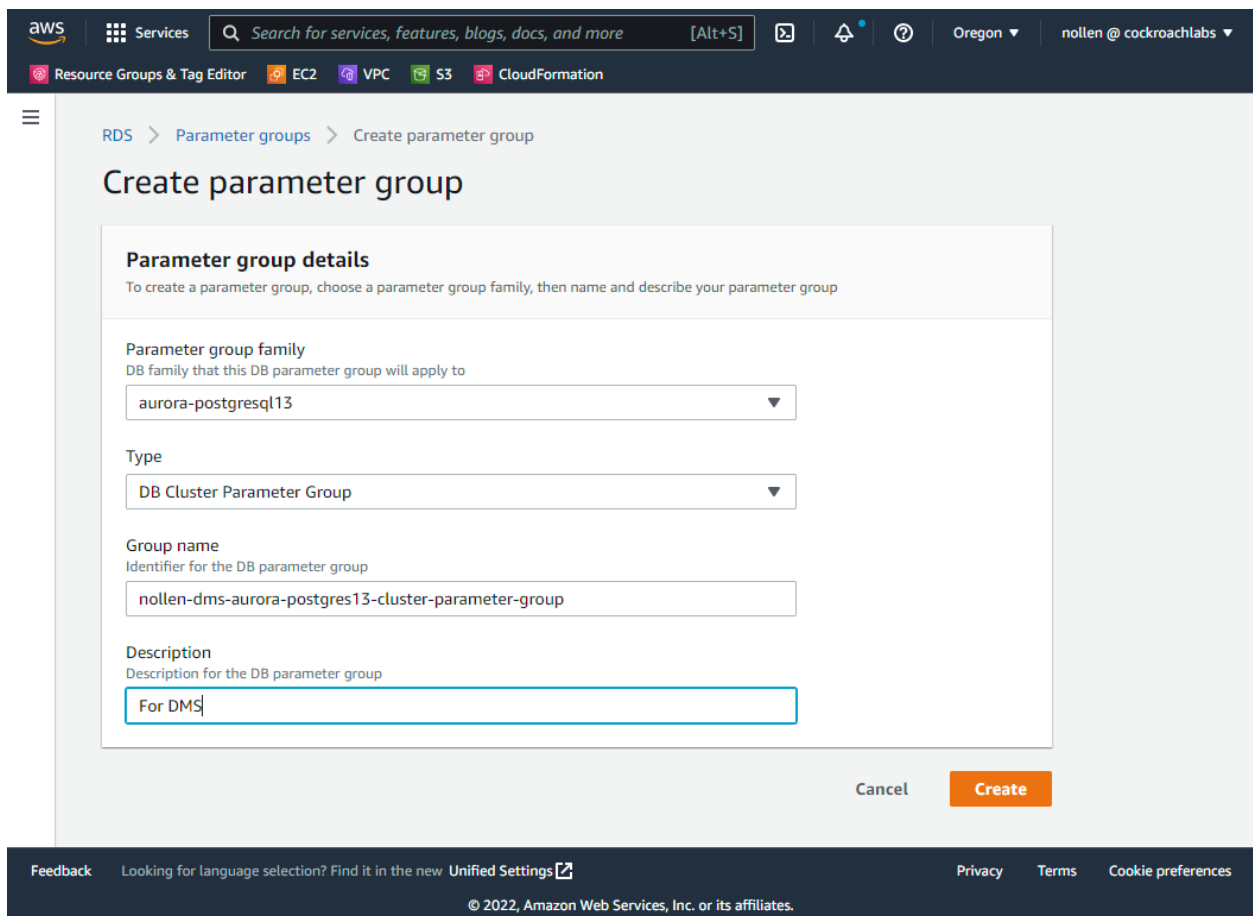 aws Services Search for services, features, blogs, docs, and more [Alt+S] Oregon ▼ nollen @ cockroachlabs ▼
Resource Groups & Tag Editor EC2 VPC S3 CloudFormation
RDS > Parameter groups > Create parameter group
Create parameter group
Parameter group details
To create a parameter group, choose a parameter group family, then name and describe your parameter group
Parameter group family
DB family that this DB parameter group will apply to
aurora-postgresql13
Type
DB Cluster Parameter Group
Group name
Identifier for the DB parameter group
nollen-dms-aurora-postgres13-cluster-parameter-group
Description
Description for the DB parameter group
For DMS
Cancel Create
Feedback Looking for language selection? Find it in the new Unified Settings Privacy Terms Cookie preferences
© 2022, Amazon Web Services, Inc. or its affiliates.